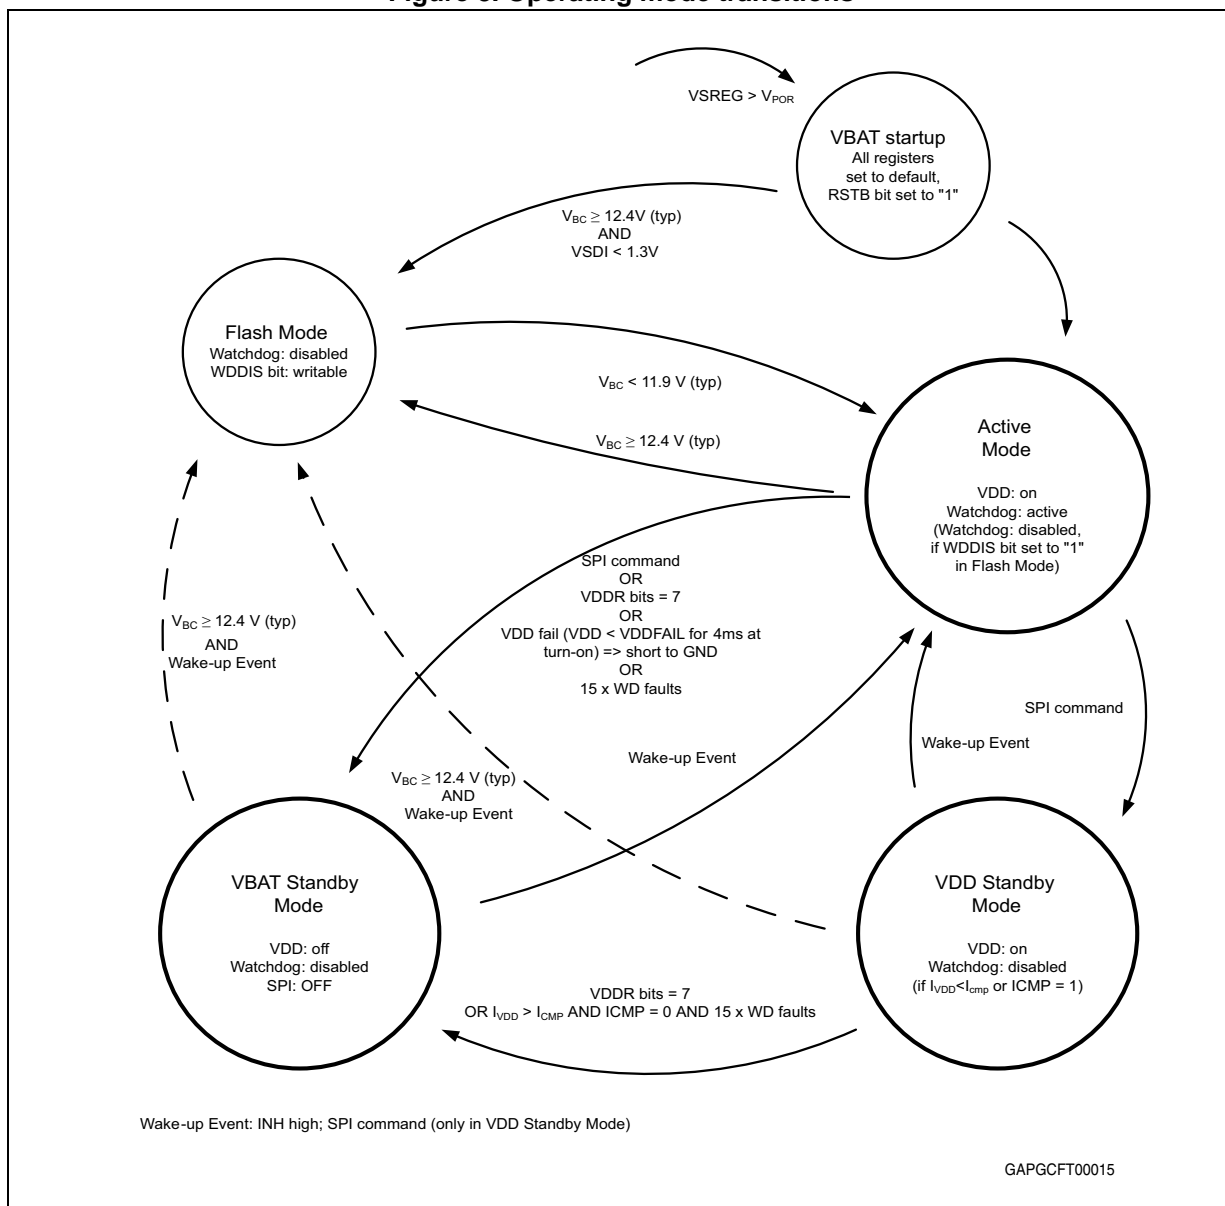 Figure 6. Operating mode transitions
VSREG > VPOR
VBAT startup
All registers
set to default,
RSTB bit set to "1"
VBC ≥ 12.4V (typ)
AND
VSDI < 1.3V
Flash Mode
Watchdog: disabled
WDDIS bit: writable
VBC < 11.9 V (typ)
VBC ≥ 12.4 V (typ)
Active
Mode
VDD: on
Watchdog: active
(Watchdog: disabled,
if WDDIS bit set to "1"
in Flash Mode)
SPI command
OR
VDDR bits = 7
OR
VDD fail (VDD < VDDFAIL for 4ms at
turn-on) => short to GND
OR
15 x WD faults
VBC ≥ 12.4 V (typ)
AND
Wake-up Event
SPI command
Wake-up Event
Wake-up Event
VBC ≥ 12.4 V (typ)
AND
Wake-up Event
VBAT Standby
Mode
VDD: off
Watchdog: disabled
SPI: OFF
VDD Standby
Mode
VDD: on
Watchdog: disabled
(if IVDD<Icmp or ICMP = 1)
VDDR bits = 7
OR IVDD > ICMP AND ICMP = 0 AND 15 x WD faults
Wake-up Event: INH high; SPI command (only in VDD Standby Mode)
GAPGCFT00015